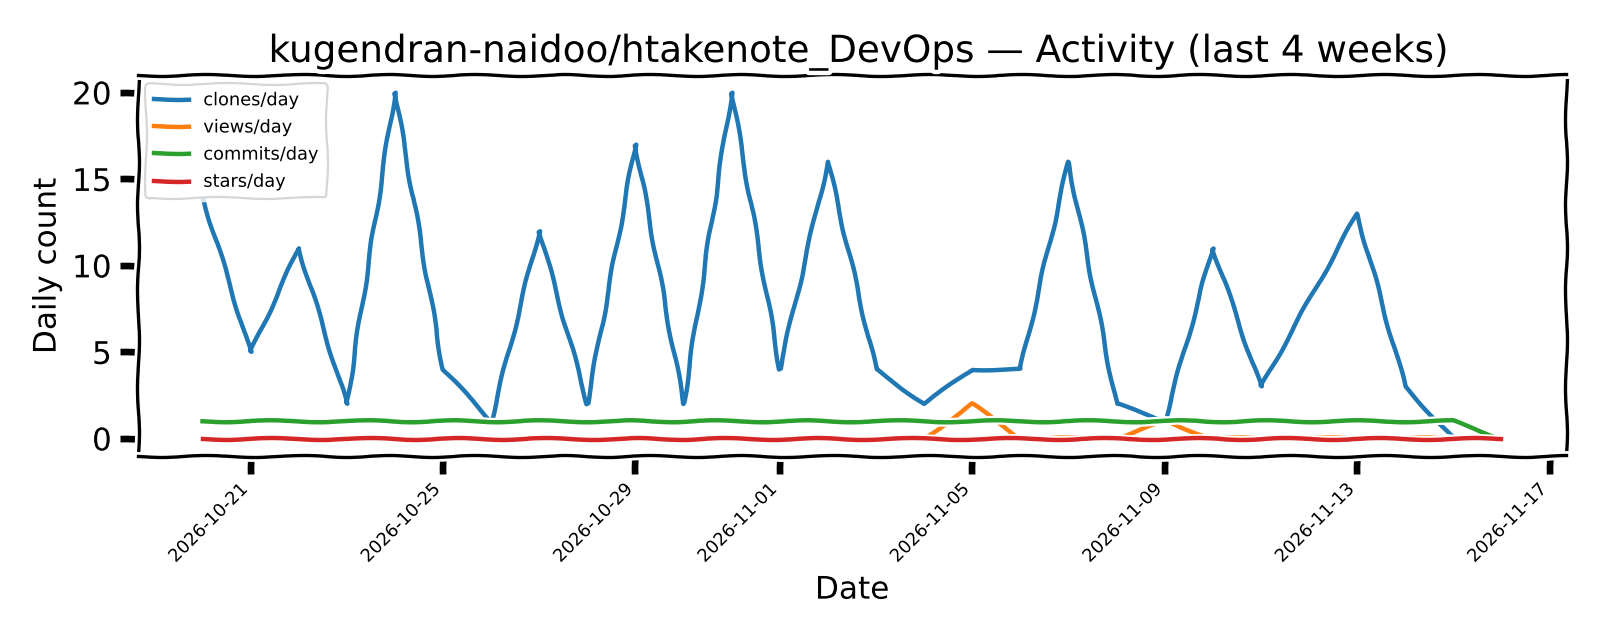 kugendran-naidoo/htakenote_DevOps — Activity (last 4 weeks)
clones/day
views/day
commits/day
stars/day
Daily count
20
15
10
5
0
2026-10-21
2026-10-25
2026-10-29
2026-11-01
2026-11-05
2026-11-09
2026-11-13
2026-11-17
Date